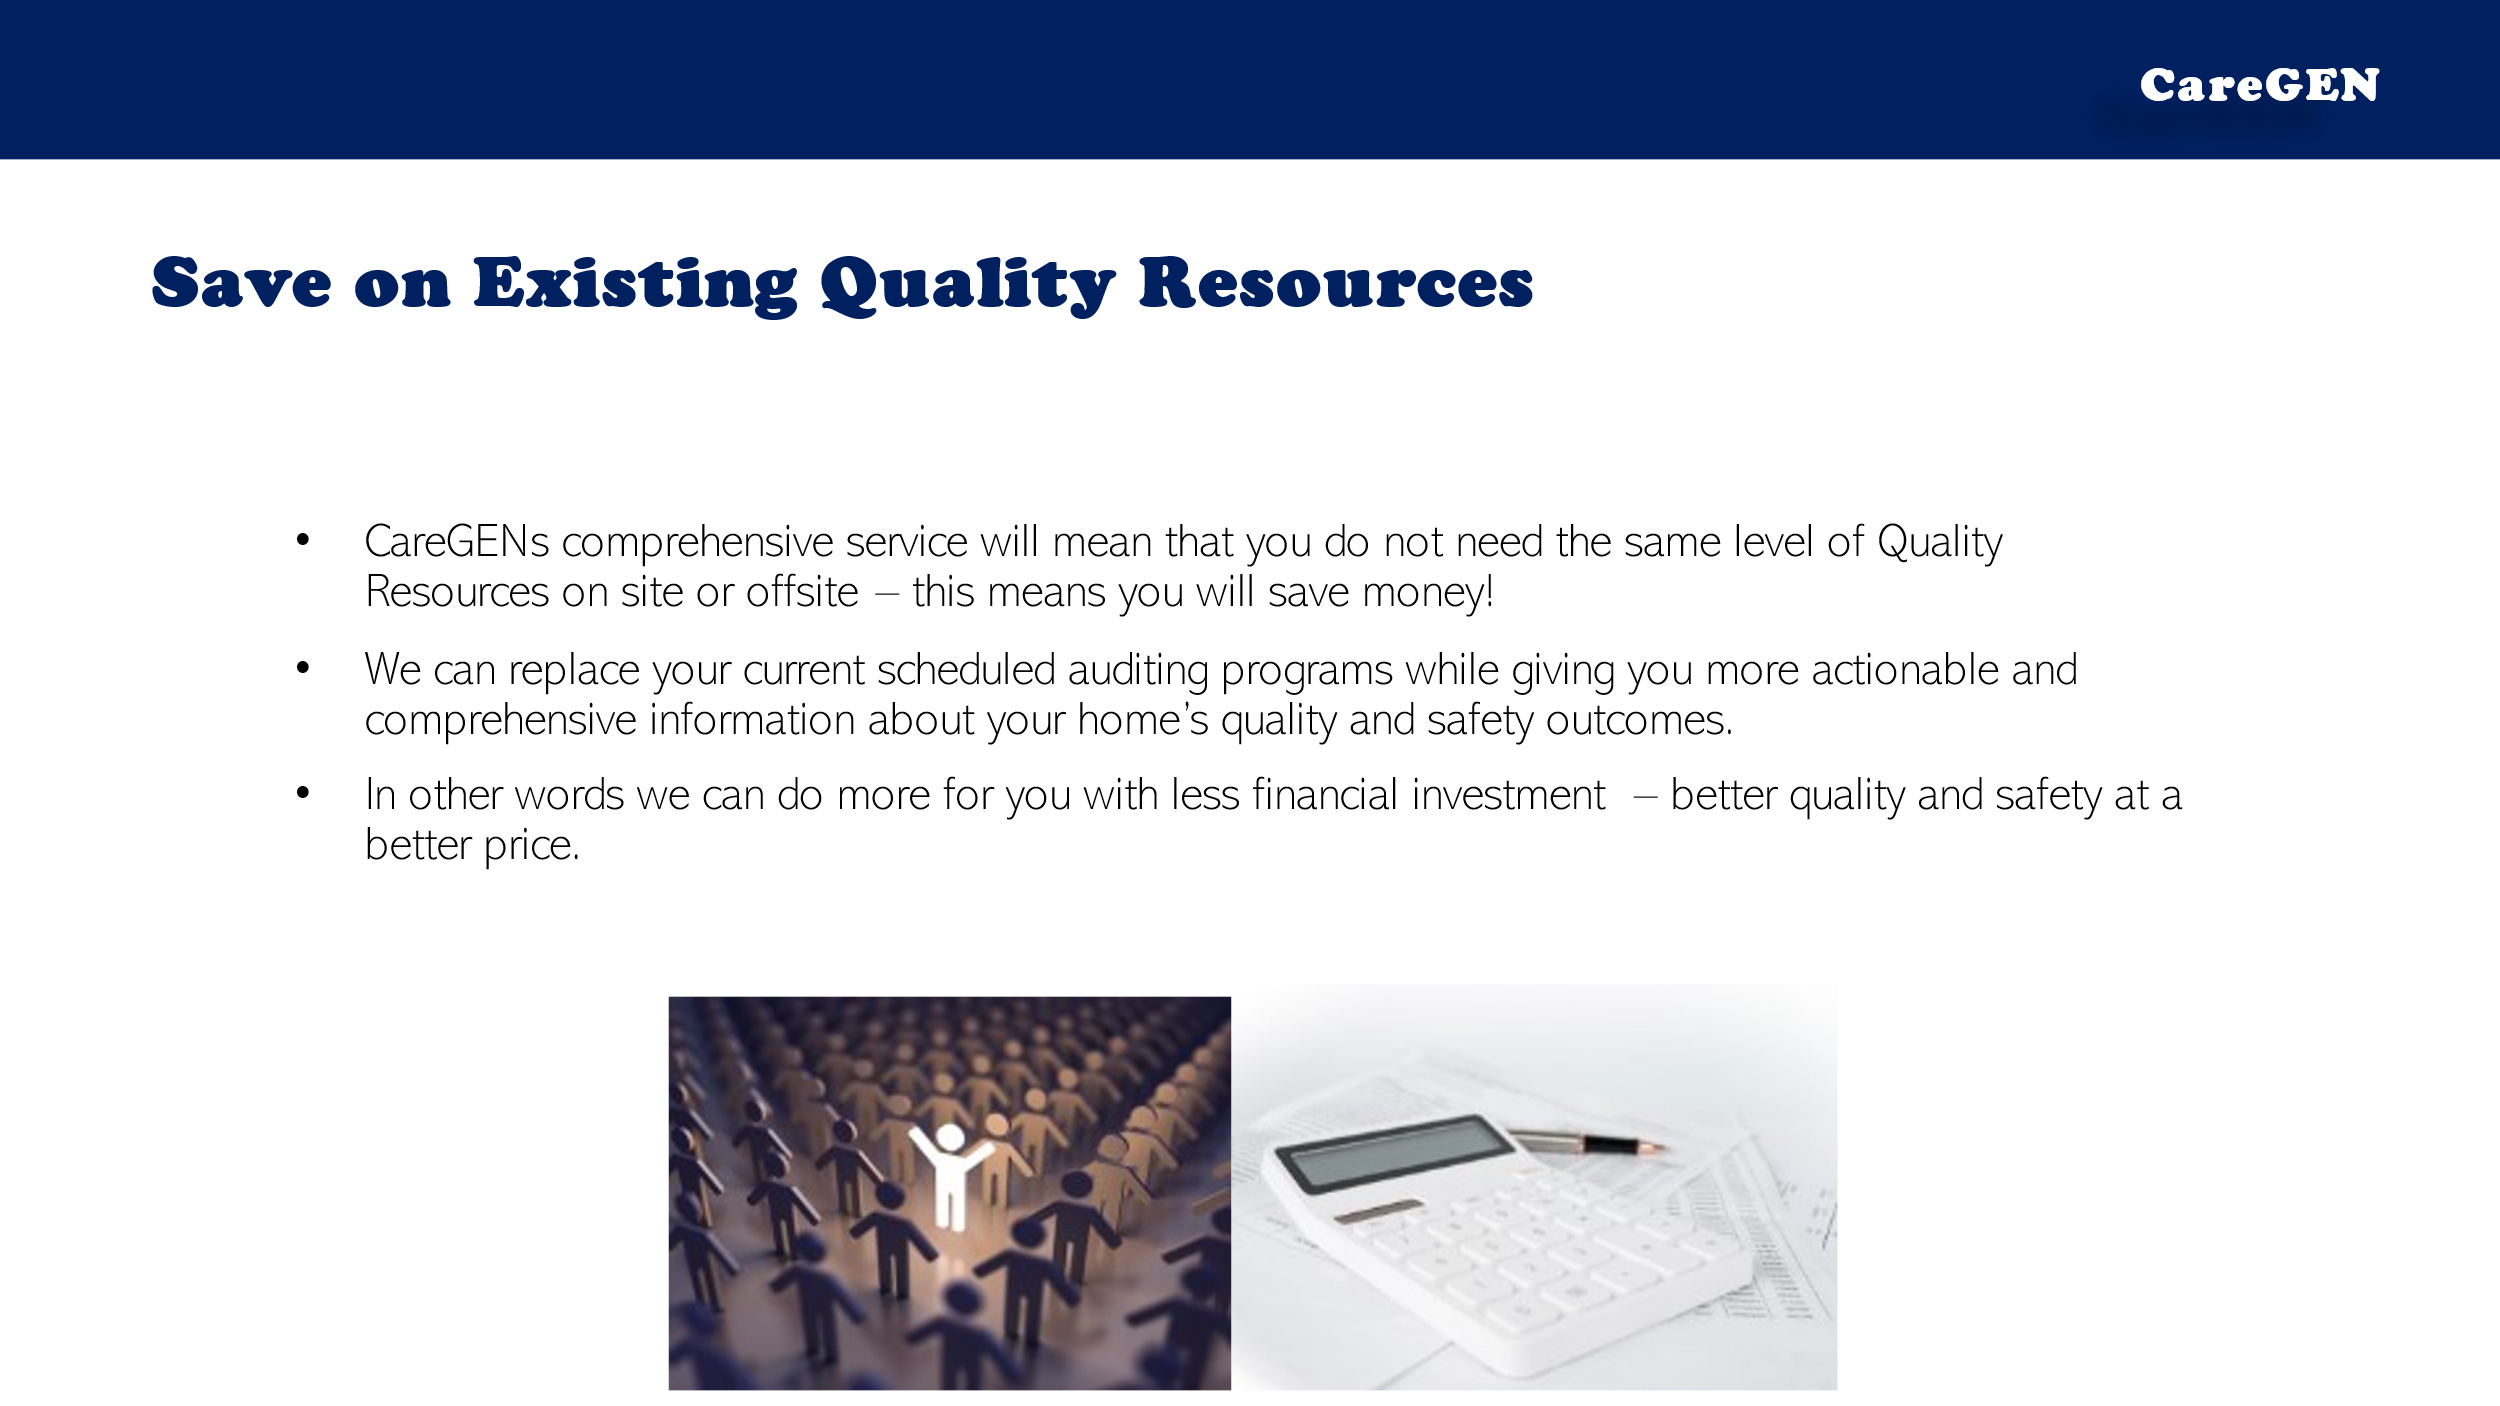 CareGEN
Save on Existing Quality Resources
• CareGENs comprehensive service will mean that you do not need the same level of Quality
Resources on site or offsite – this means you will save money!
• We can replace your current scheduled auditing programs while giving you more actionable and
comprehensive information about your home’s quality and safety outcomes.
• In other words we can do more for you with less financial investment  – better quality and safety at a
better price.